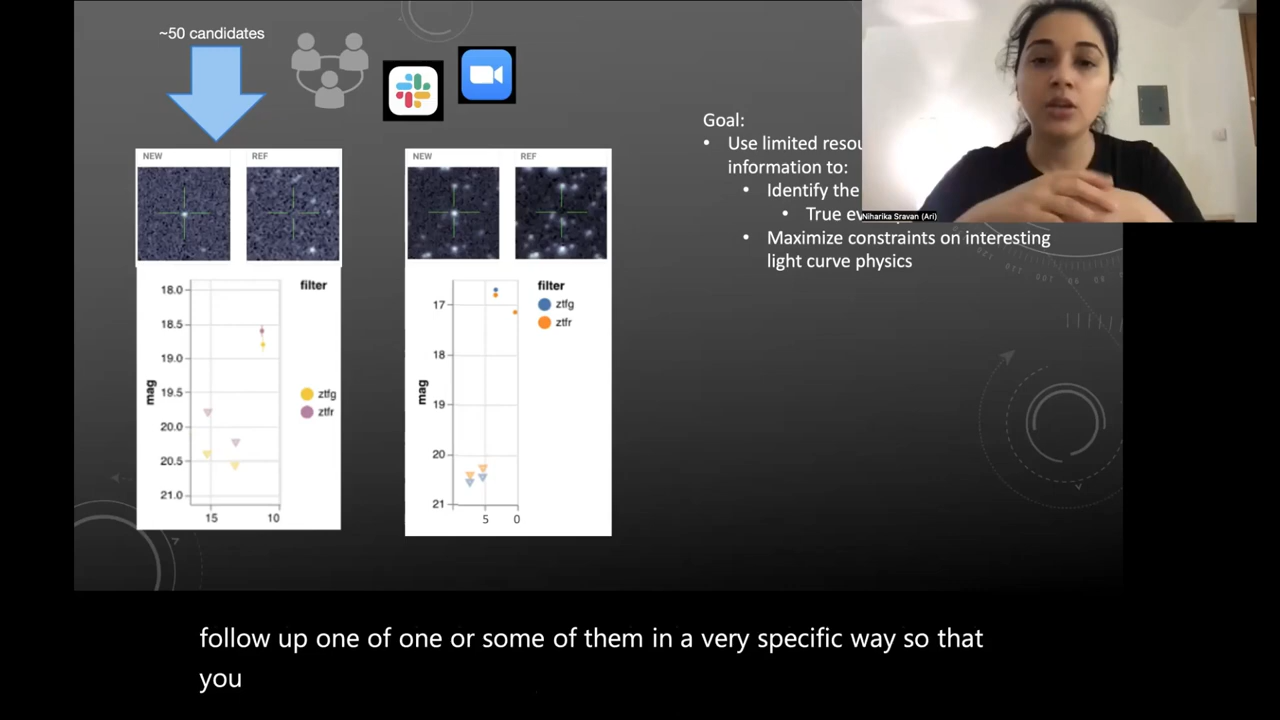 ~50 candidates
NEW
REF
18.0
18.5
19.0
19.5
20.0
20.5
21.0
mag
15
10
filter
ztfg
ztfr
NEW
REF
17
18
19
20
21
mag
5
0
filter
ztfg
ztfr
Goal:
• Use limited
information to:
• Identify the
• True
• Maximize constraints on interesting
light curve physics
Niharika Sravan (Ari)
follow up one of one or some of them in a very specific way so that
you